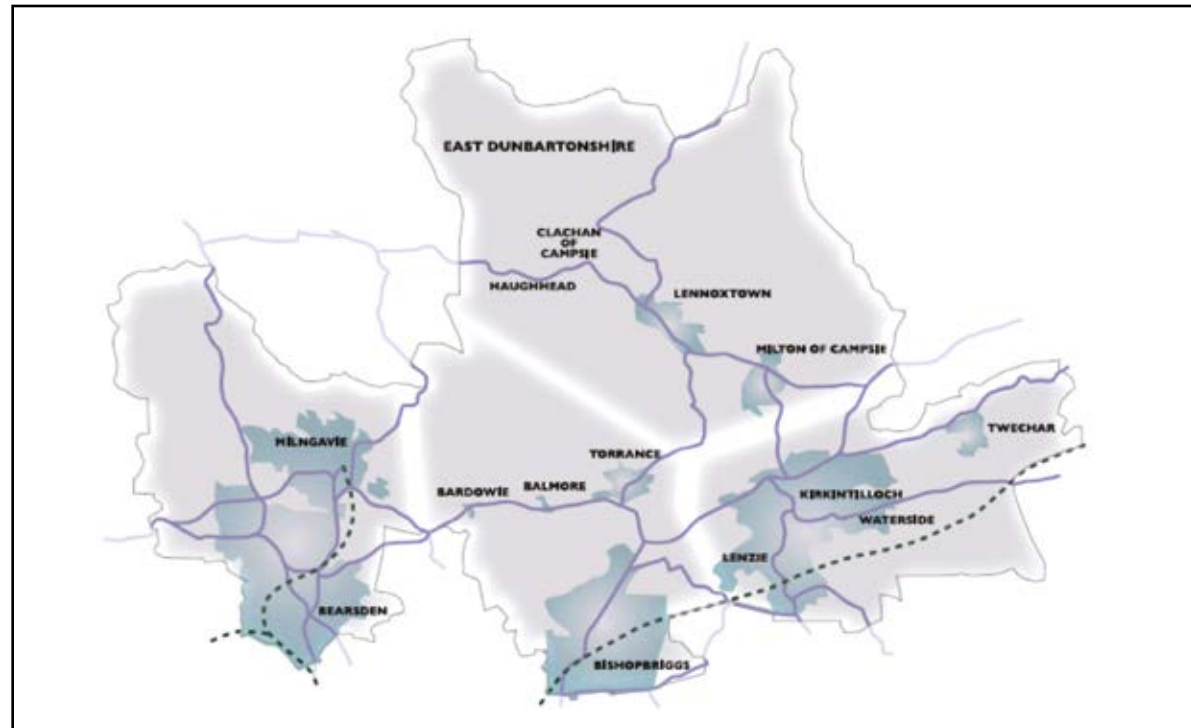 EAST DUNBARTONSHIRE
CLACHAN
OF
CAMPSIE
HAUGHHEAD
LENNOXTOWN
MILTON OF CAMPSIE
TWECHAR
MILNGAVIE
TORRANCE
BARDOWIE
BALMORE
KIRKINTILLOCH
WATERSIDE
LENZIE
BEARSDEN
BISHOPBRIGGS